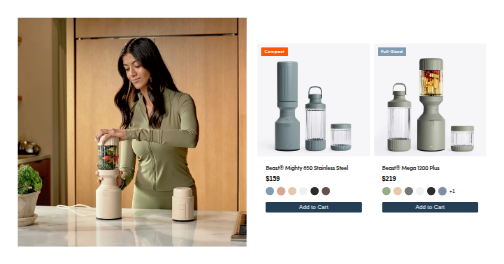 Compact
Full-Sized
Beast® Mighty 850 Stainless Steel
$159
Add to Cart
Beast® Mega 1200 Plus
$219
+1
Add to Cart